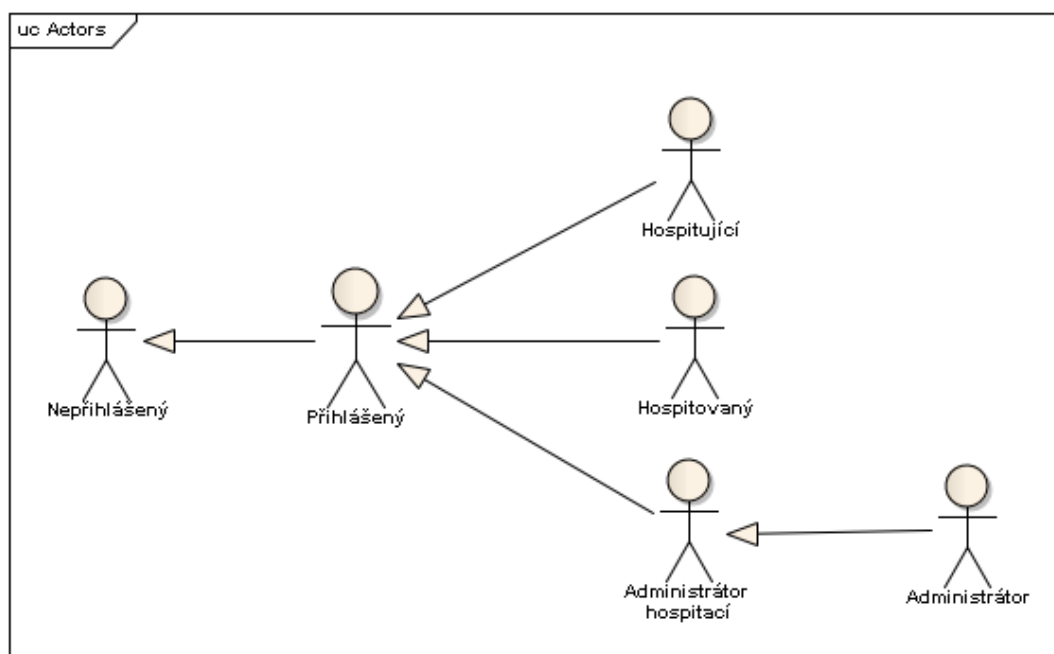 uc Actors
Hospitující
Nepřihlášený
Přihlášený
Hospitovaný
Administrátor
hospitací
Administrátor